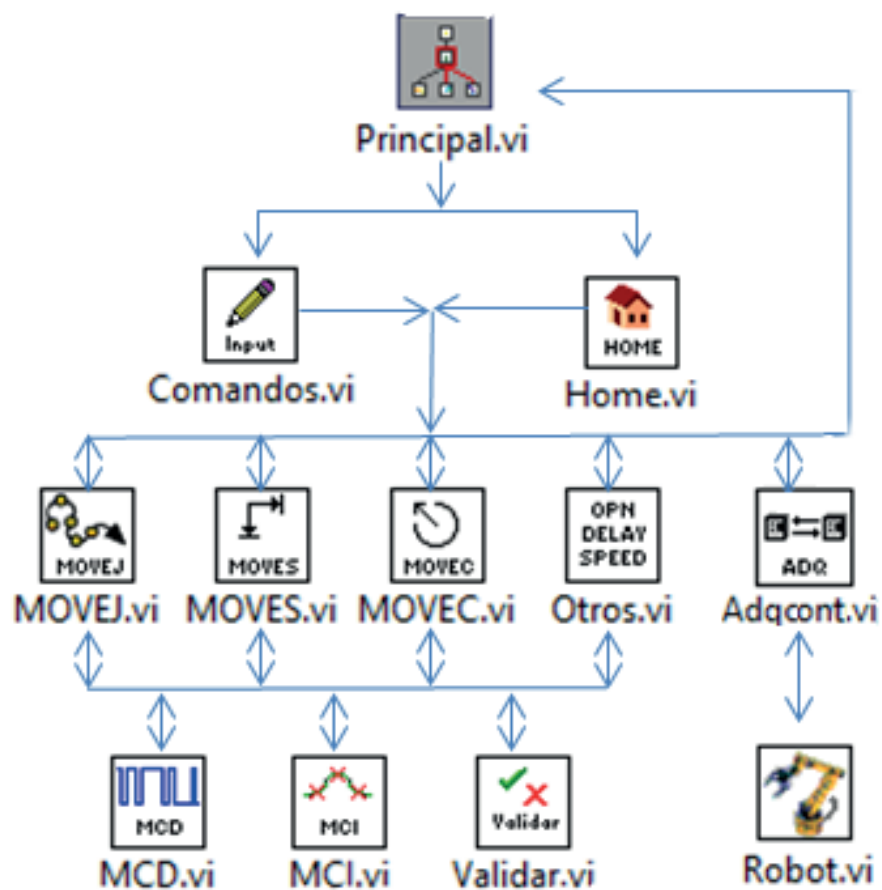 Principal.vi
Input
HOME
Comandos.vi
Home.vi
MOVEJ
MOVES
MOVEC
OPN
DELAY
SPEED
ADQ
MOVEJ.vi
MOVES.vi
MOVEC.vi
Otros.vi
Adqcont.vi
MCD
MCI
Validar
MCD.vi
MCI.vi
Validar.vi
Robot.vi